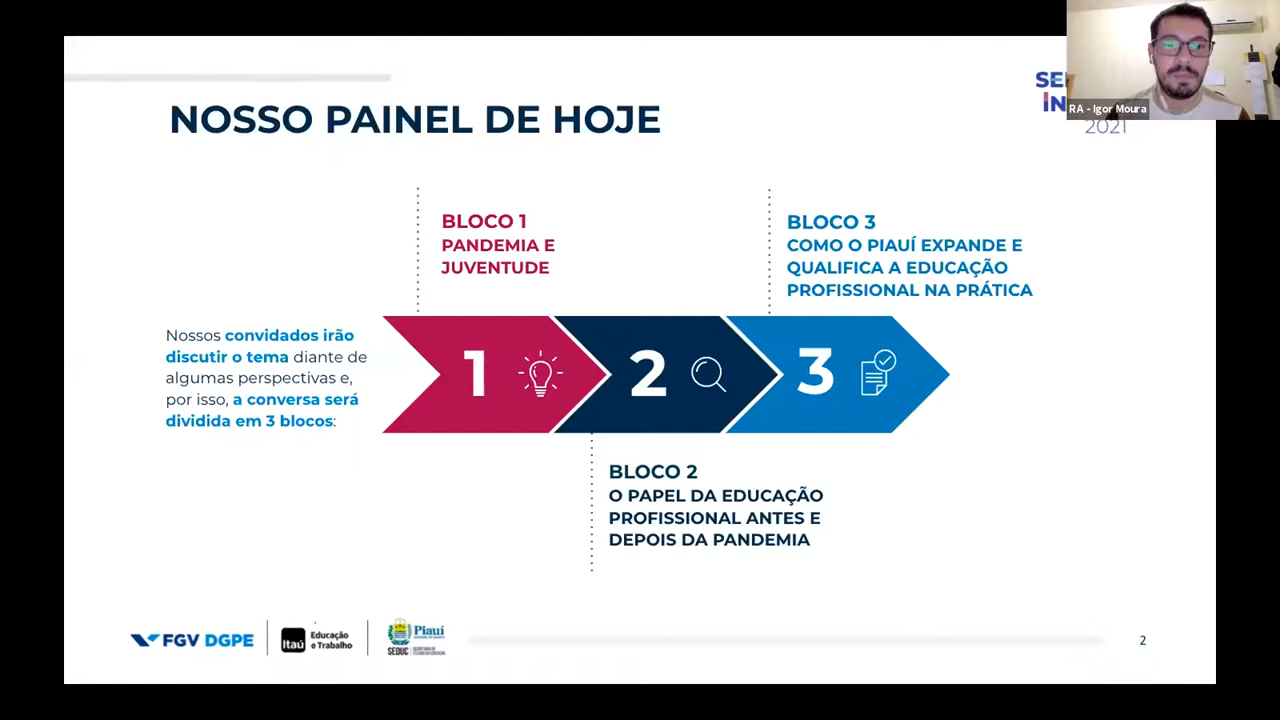 NOSSO PAINEL DE HOJE
SE
IN
2021
RA - Igor Moura
BLOCO 1
PANDEMIA E
JUVENTUDE
BLOCO 3
COMO O PIAUÍ EXPANDE E
QUALIFICA A EDUCAÇÃO
PROFISSIONAL NA PRÁTICA
Nossos convidados irão
discutir o tema diante de
algumas perspectivas e,
por isso, a conversa será
dividida em 3 blocos:
1
2
3
BLOCO 2
O PAPEL DA EDUCAÇÃO
PROFISSIONAL ANTES E
DEPOIS DA PANDEMIA
FGV DGPE
Itaú
Educação
e Trabalho
Piauí
SEDUC
2